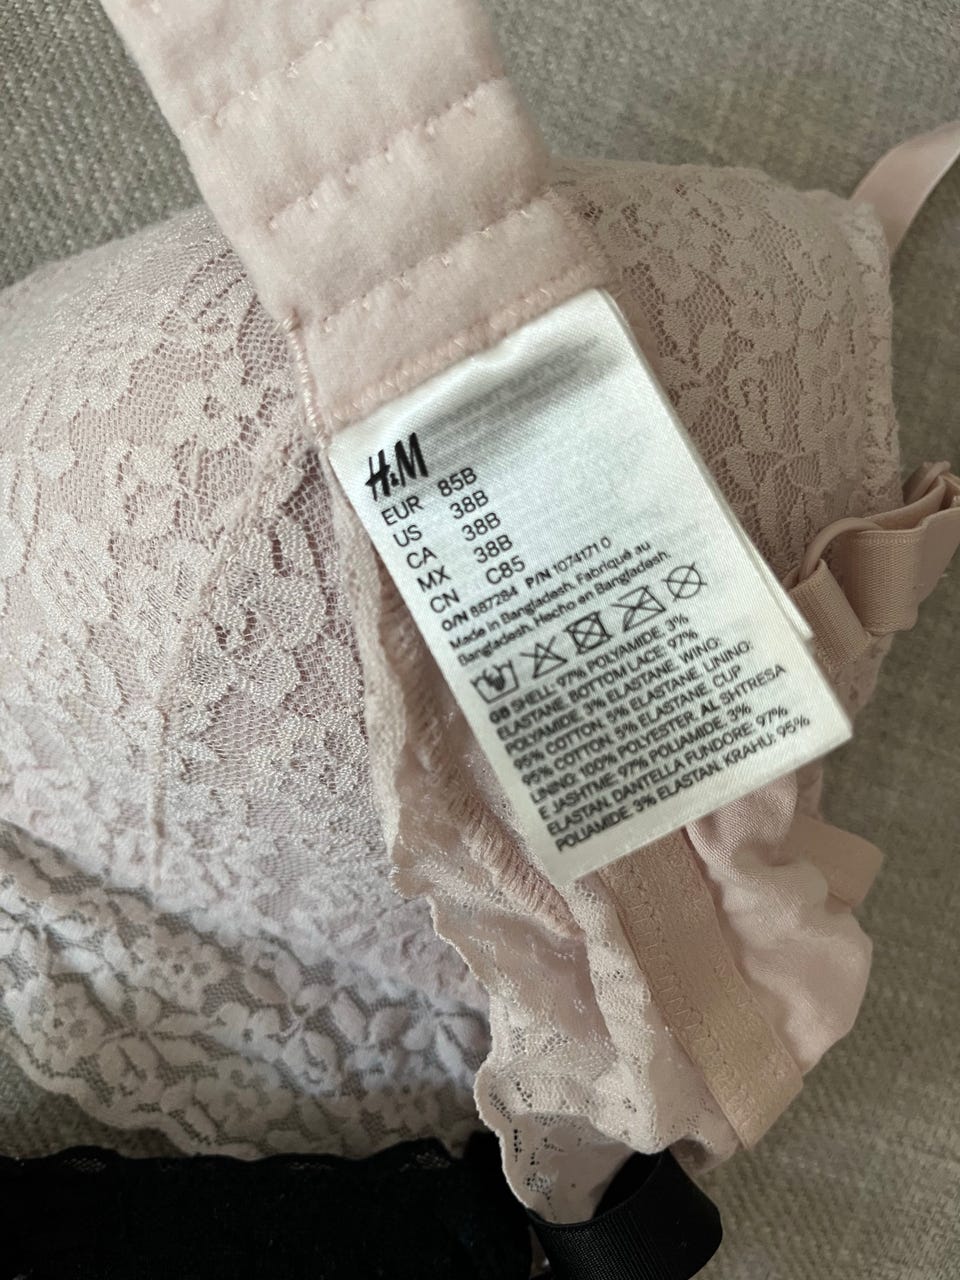 H&M
EUR 85B
US 38B
CA 38B
MX 38B
CN C85
O/N 887284 P/N 1074171 0
Made in Bangladesh. Fabriqué au
Bangladesh. Hecho en Bangladesh.
GB SHELL: 97% POLYAMIDE. 3%
ELASTANE. BOTTOM LACE: 97%
POLYAMIDE. 3% ELASTANE. WING:
95% COTTON. 5% ELASTANE. LINING:
95% COTTON. 5% ELASTANE. CUP
LINING: 100% POLYESTER. AL SHTRESA
E JASHTME: 97% POLIAMIDE. 3%
ELASTAN. DANTELLA FUNDORE: 97%
POLIAMIDE. 3% ELASTAN. KRAHU: 95%